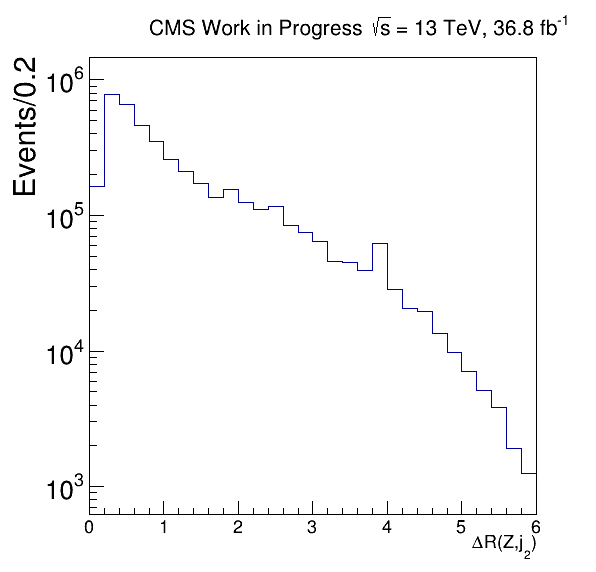 CMS Work in Progress √s = 13 TeV, 36.8 fb⁻¹
Events/0.2
10⁶
10⁵
10⁴
10³
0 1 2 3 4 5 6
ΔR(Z,j₂)